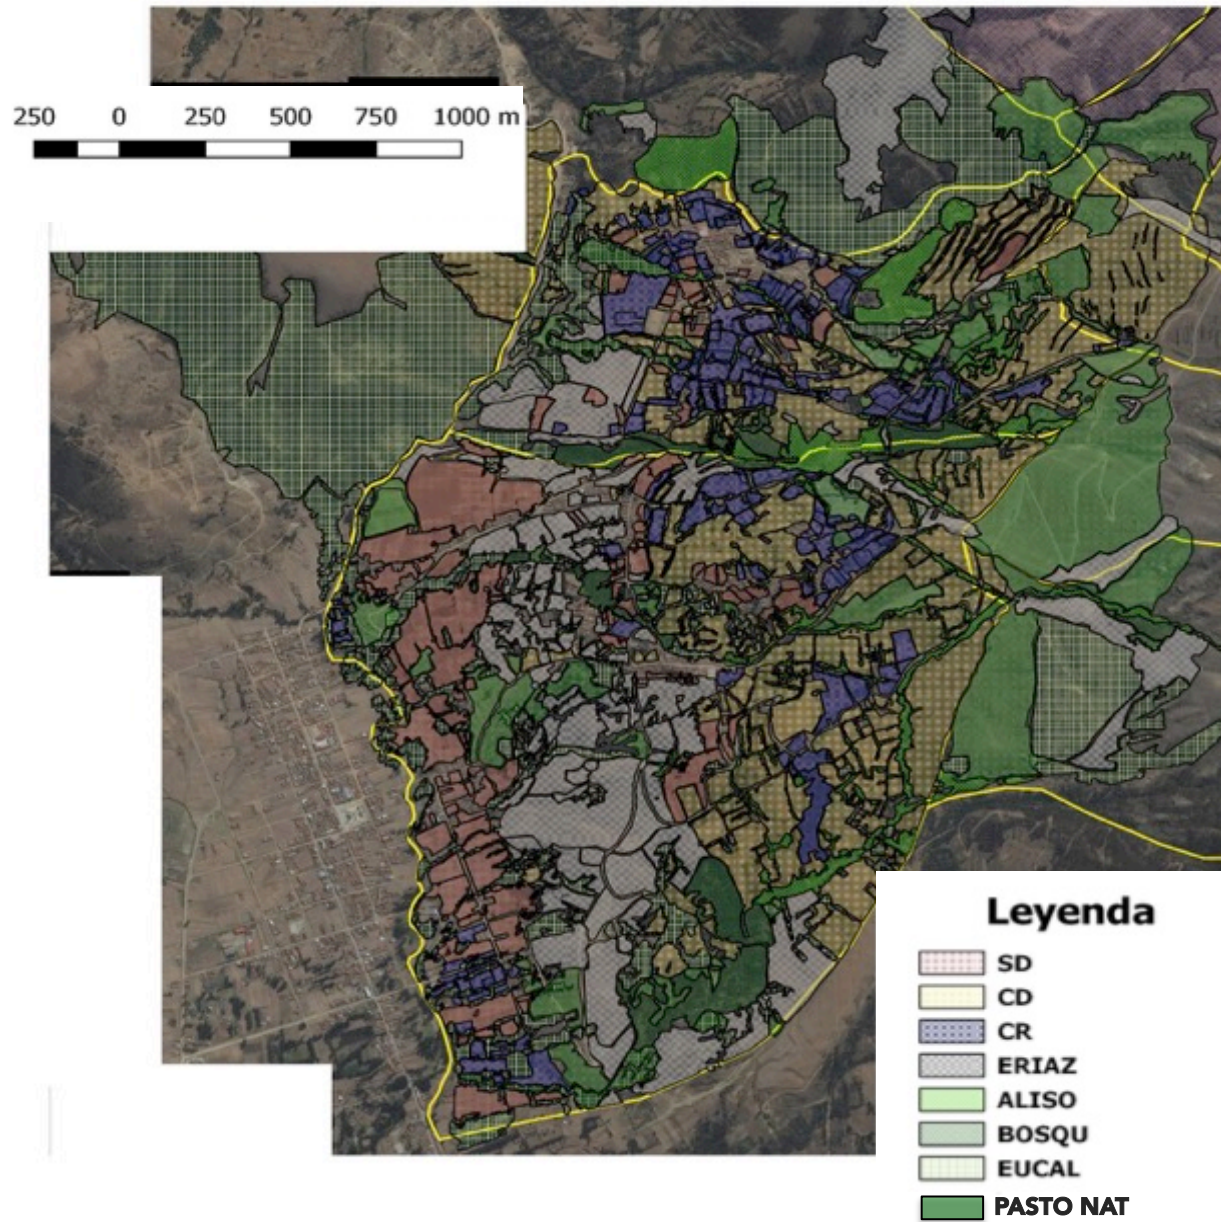 250 0 250 500 750 1000 m
Leyenda
SD
CD
CR
ERIAZ
ALISO
BOSQU
EUCAL
PASTO NAT